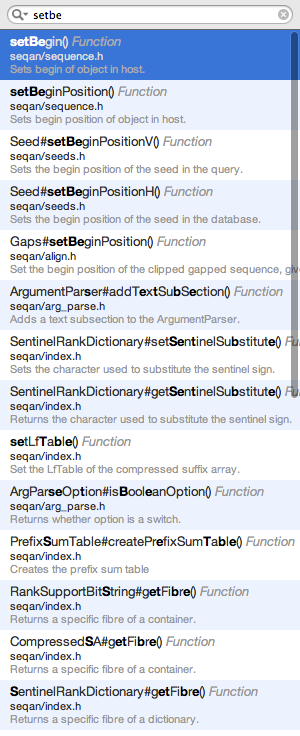 setbe
setBegin() Function
seqan/sequence.h
Sets begin of object in host.
setBeginPosition() Function
seqan/sequence.h
Sets begin position of object in host.
Seed#setBeginPositionV() Function
seqan/seeds.h
Sets the begin position of the seed in the query.
Seed#setBeginPositionH() Function
seqan/seeds.h
Sets the begin position of the seed in the database.
Gaps#setBeginPosition() Function
seqan/align.h
Set the begin position of the clipped gapped sequence, giv
ArgumentParser#addTextSubSection() Function
seqan/arg_parse.h
Adds a text subsection to the ArgumentParser.
SentinelRankDictionary#setSentinelSubstitute() F
seqan/index.h
Sets the character used to substitute the sentinel sign.
SentinelRankDictionary#getSentinelSubstitute() F
seqan/index.h
Returns the character used to substitute the sentinel sign.
setLfTable() Function
seqan/index.h
Set the LfTable of the compressed suffix array.
ArgParseOption#isBooleanOption() Function
seqan/arg_parse.h
Returns whether option is a switch.
PrefixSumTable#createPrefixSumTable() Function
seqan/index.h
Creates the prefix sum table
RankSupportBitString#getFibre() Function
seqan/index.h
Returns a specific fibre of a container.
CompressedSA#getFibre() Function
seqan/index.h
Returns a specific fibre of a container.
SentinelRankDictionary#getFibre() Function
seqan/index.h
Returns a specific fibre of a dictionary.